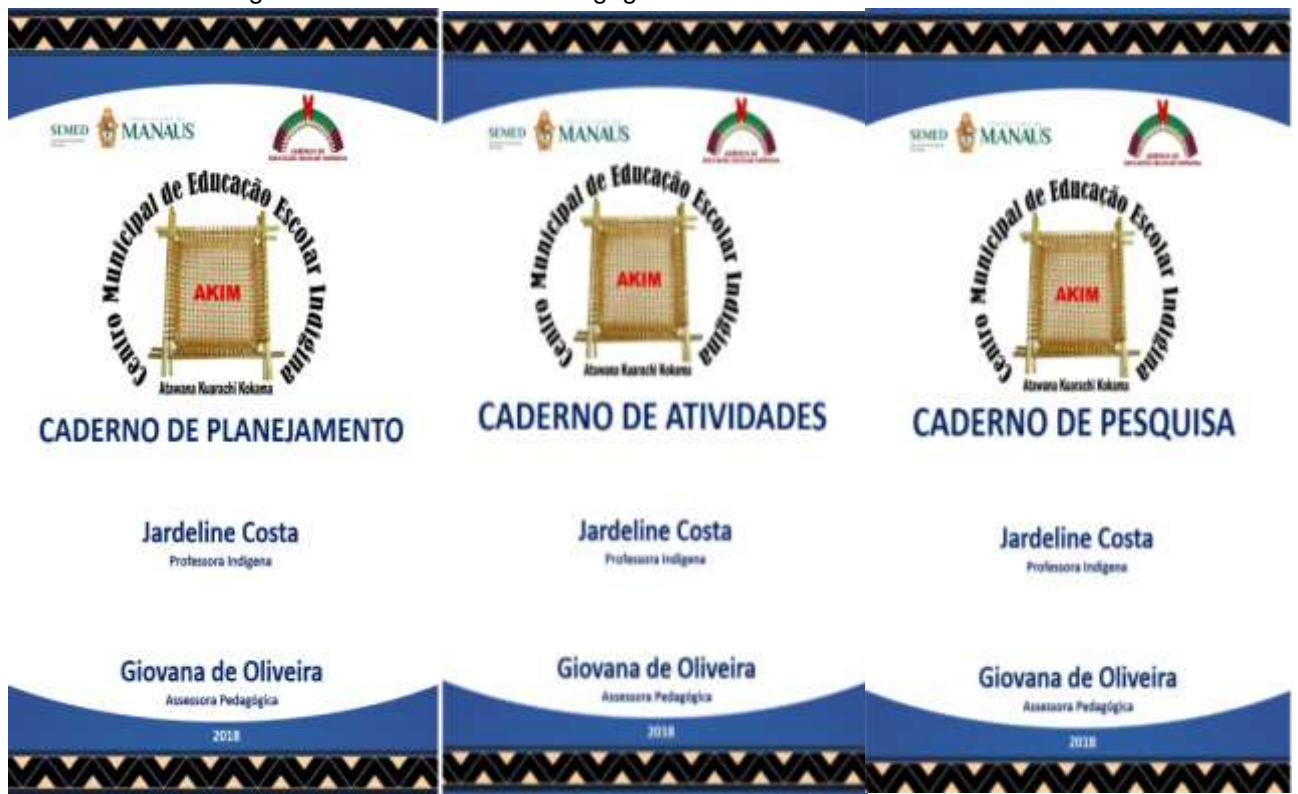 SEMED
MANAUS
Centro Municipal de Educação Escolar Indígina
AKIM
Atawana Kuarachi Kokama
CADERNO DE PLANEJAMENTO
Jardeline Costa
Professora Indígena
Giovana de Oliveira
Assessora Pedagógica
2018
SEMED
MANAUS
Centro Municipal de Educação Escolar Indígina
AKIM
Atawana Kuarachi Kokama
CADERNO DE ATIVIDADES
Jardeline Costa
Professora Indígena
Giovana de Oliveira
Assessora Pedagógica
2018
SEMED
MANAUS
Centro Municipal de Educação Escolar Indígina
AKIM
Atawana Kuarachi Kokama
CADERNO DE PESQUISA
Jardeline Costa
Professora Indígena
Giovana de Oliveira
Assessora Pedagógica
2018